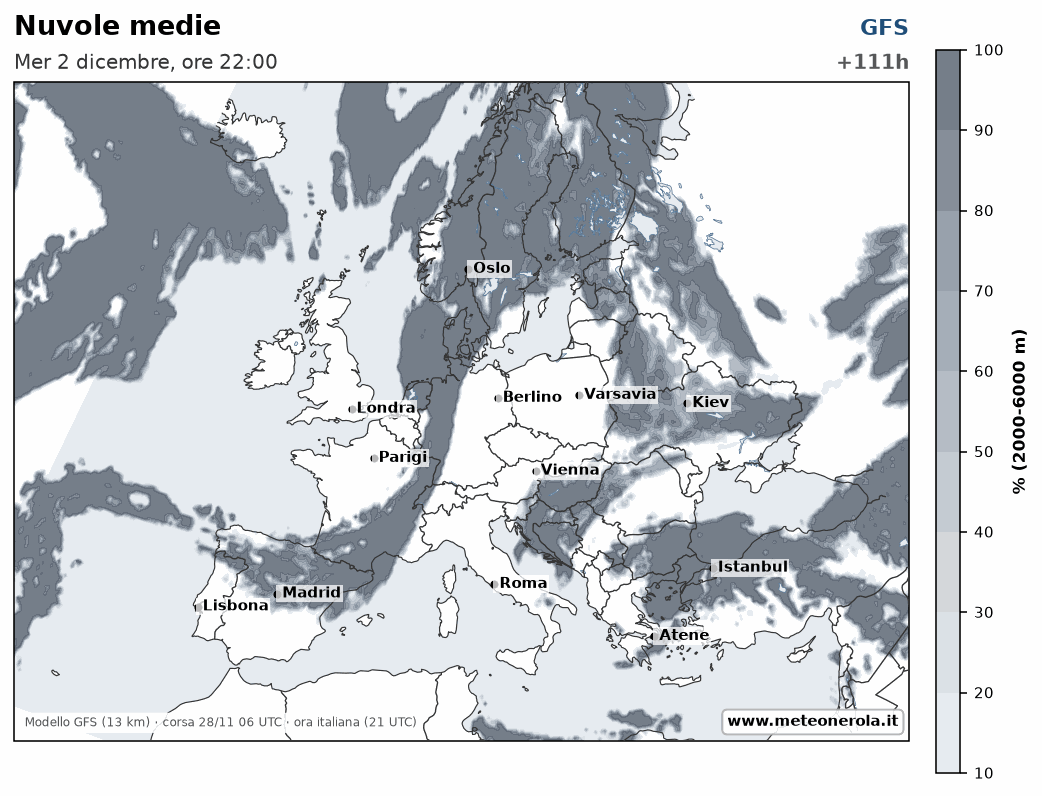 Nuvole medie
GFS
Mer 2 dicembre, ore 22:00
+111h
100
90
80
70
60
50
40
30
20
10
% (2000-6000 m)
Oslo
Londra
Berlino
Varsavia
Kiev
Parigi
Vienna
Istanbul
Roma
Madrid
Lisbona
Atene
Modello GFS (13 km) · corsa 28/11 06 UTC · ora italiana (21 UTC)
www.meteonerola.it